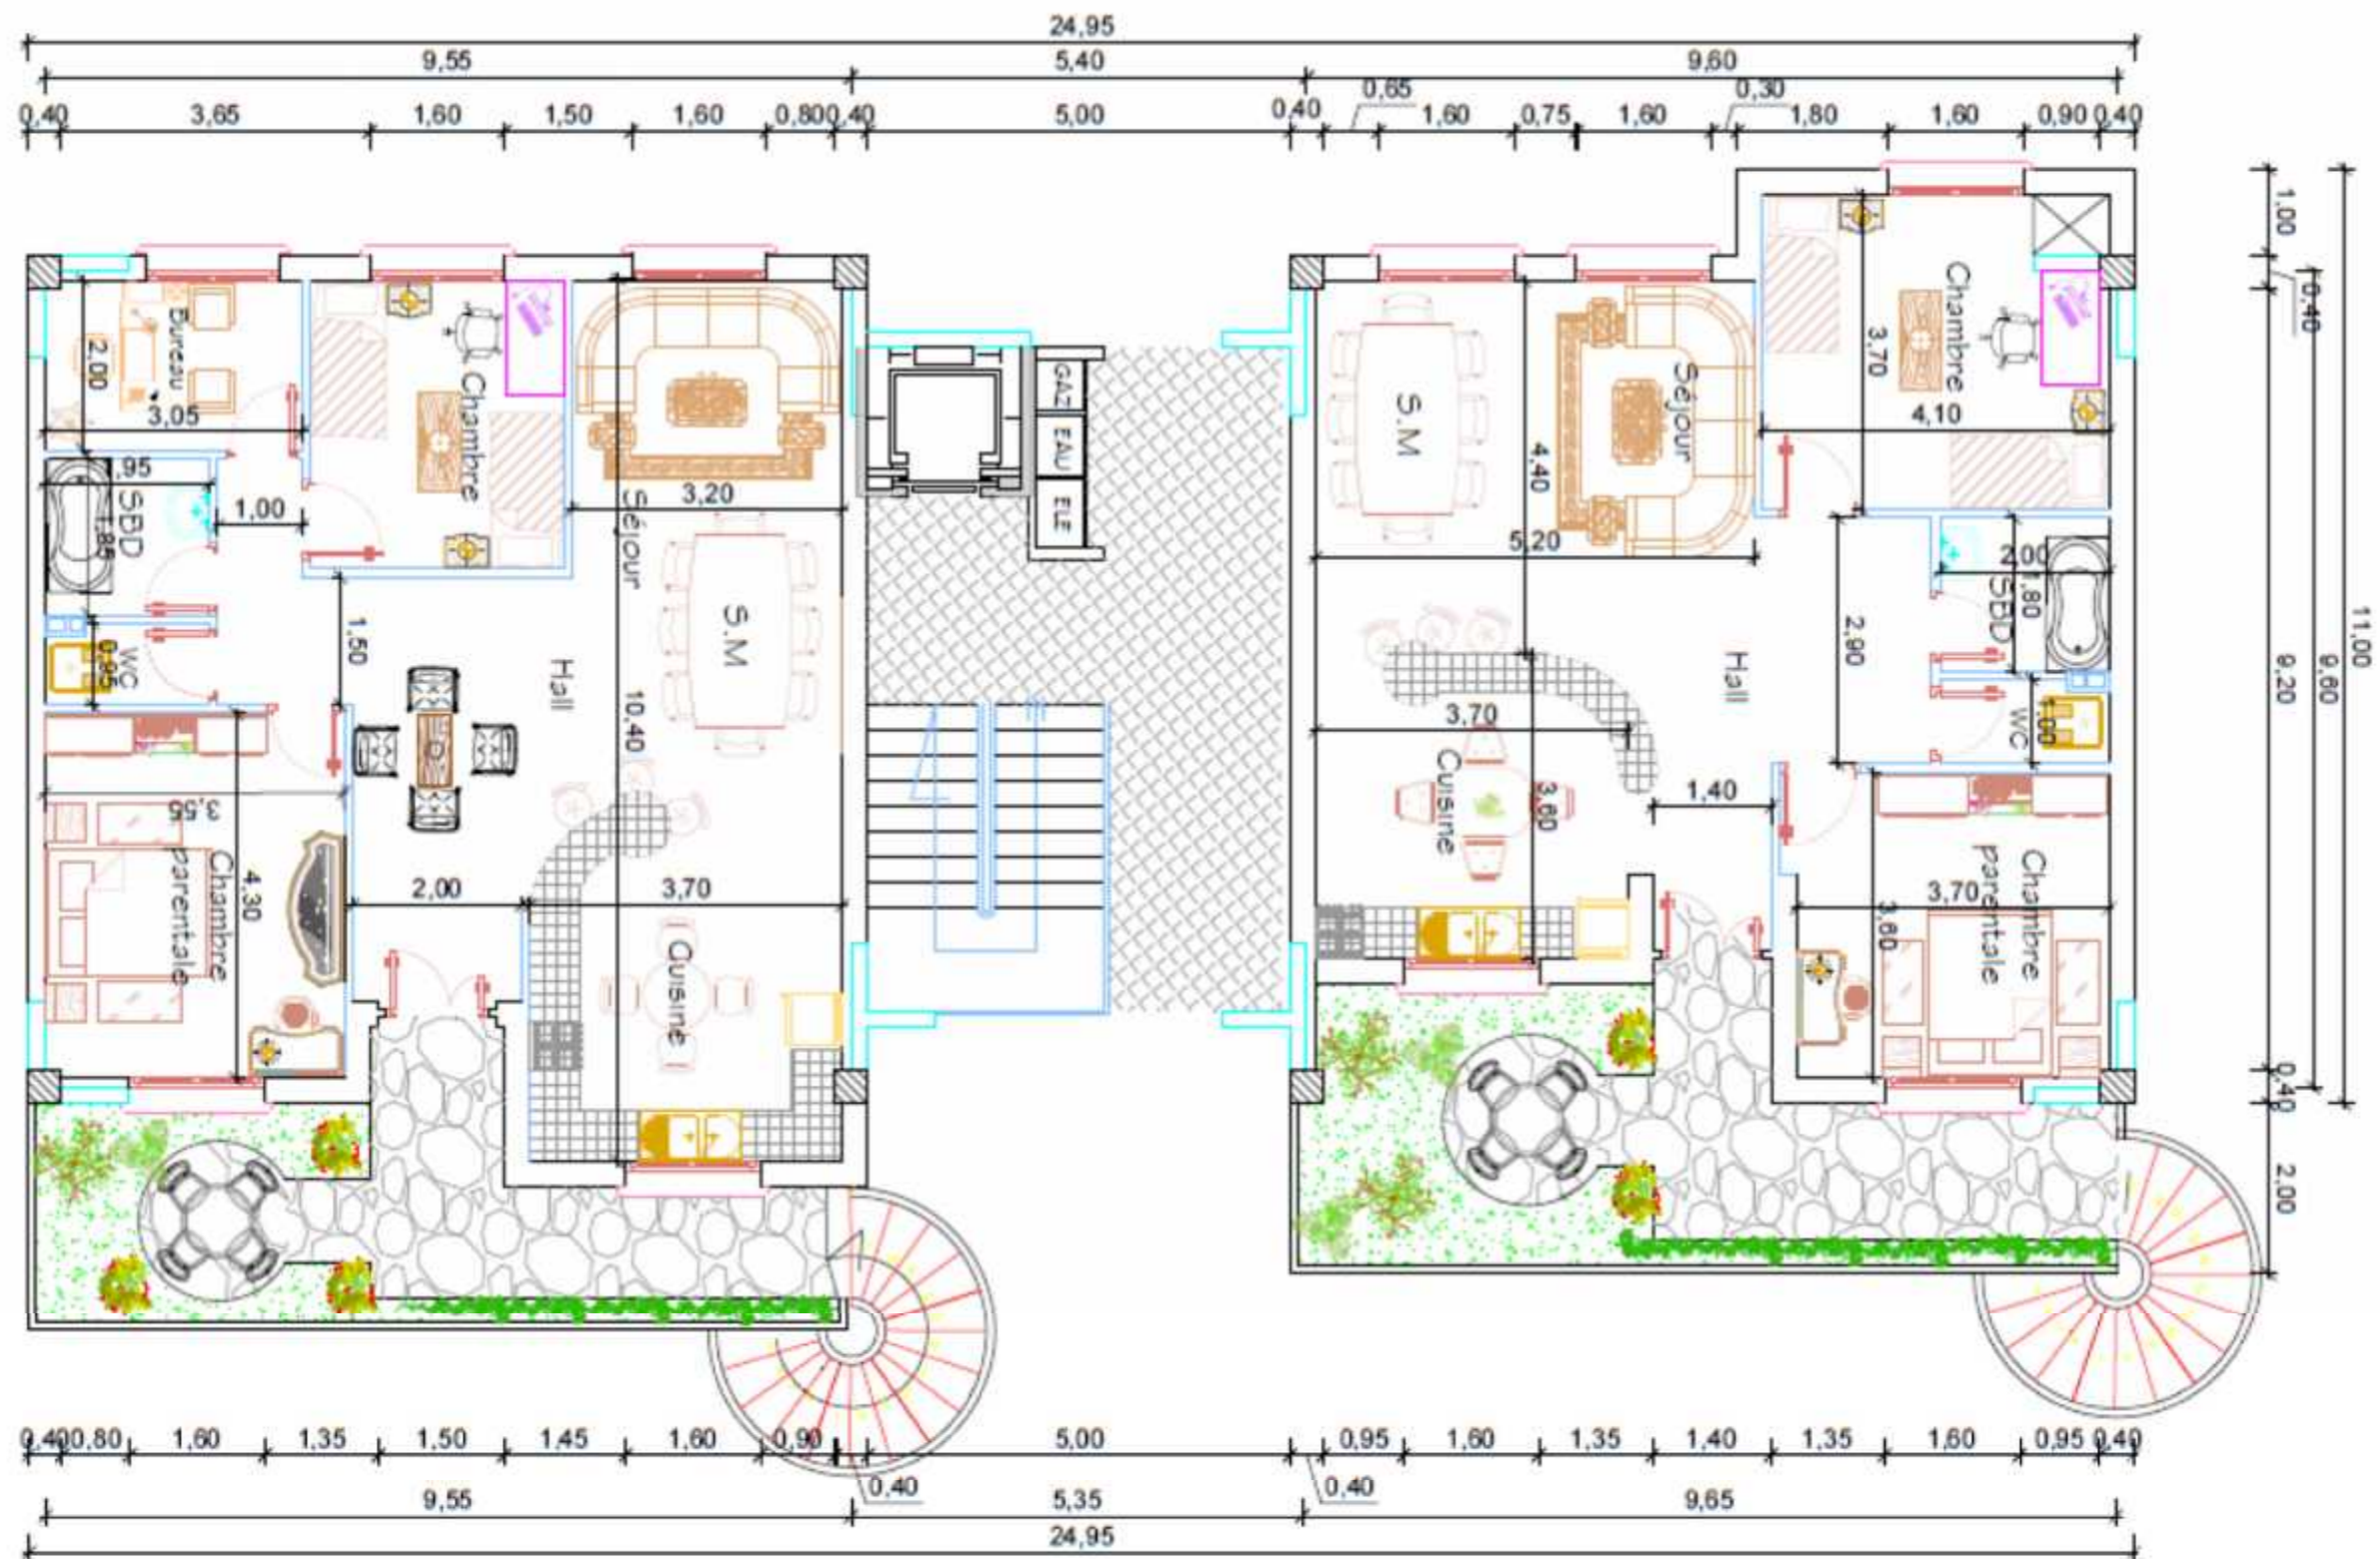 24,95
9,55 5,40 9,60
0,65 0,30
0,40 3,65 1,60 1,50 1,60 0,80 0,40 5,00 0,40 1,60 0,75 1,60 1,80 1,60 0,90 0,40
Bureau
2,00
3,05
Chambre
,95
SBD
1,85
1,00
3,20
Séjour
S.M
1,50
WC
0,95
Hall
10,40
3,55
Chambre
parentale
4,30
2,00
3,70
Cuisine
GAZ
EAU
ELE
S.M
Séjour
4,40
5,20
Chambre
3,70
4,10
2,00
SBD
1,80
2,90
Hall
WC
1,00
3,70
Cuisine
3,60
1,40
Chambre
parentale
3,70
3,60
1,00
0,40
11,00
9,60
9,20
0,40
2,00
0,40 0,80 1,60 1,35 1,50 1,45 1,60 0,90 5,00 0,95 1,60 1,35 1,40 1,35 1,60 0,95 0,40
0,40 0,40
9,55 5,35 9,65
24,95